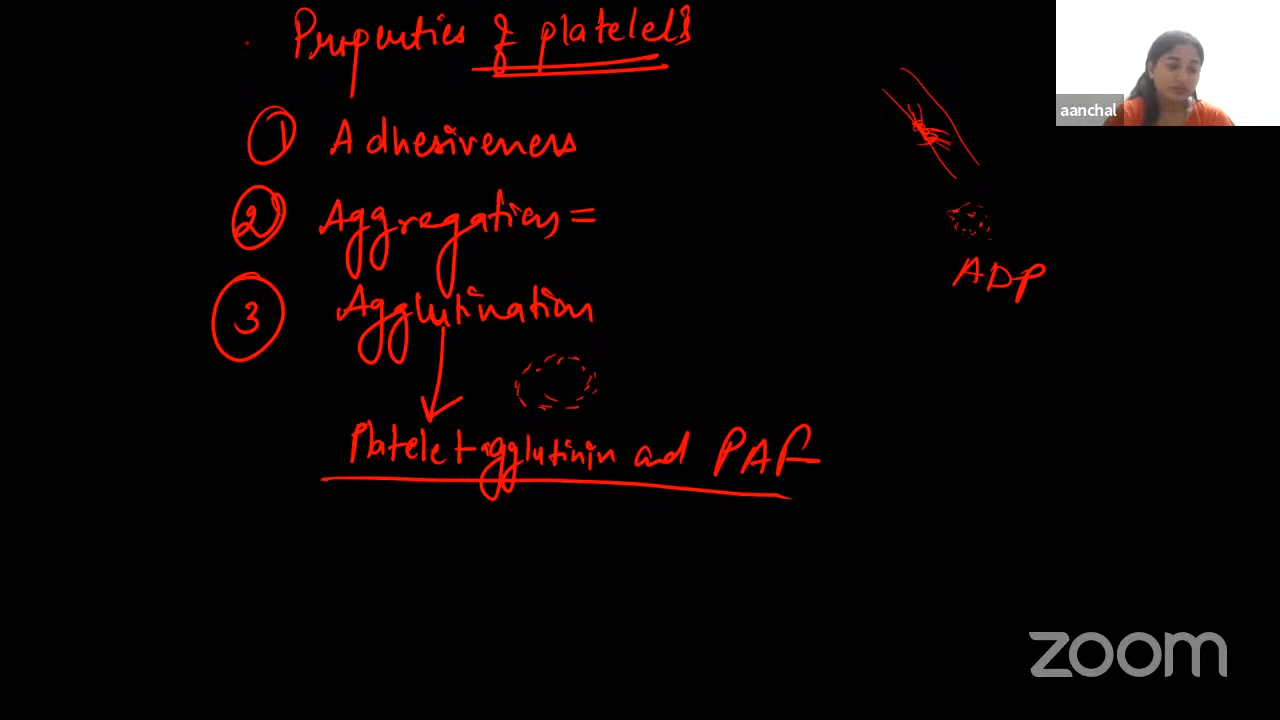 Properties of platelets
① Adhesiveness
② Aggregation =
③ Agglutination
Platelet agglutinin and PAF
ADP
aanchal
zoom